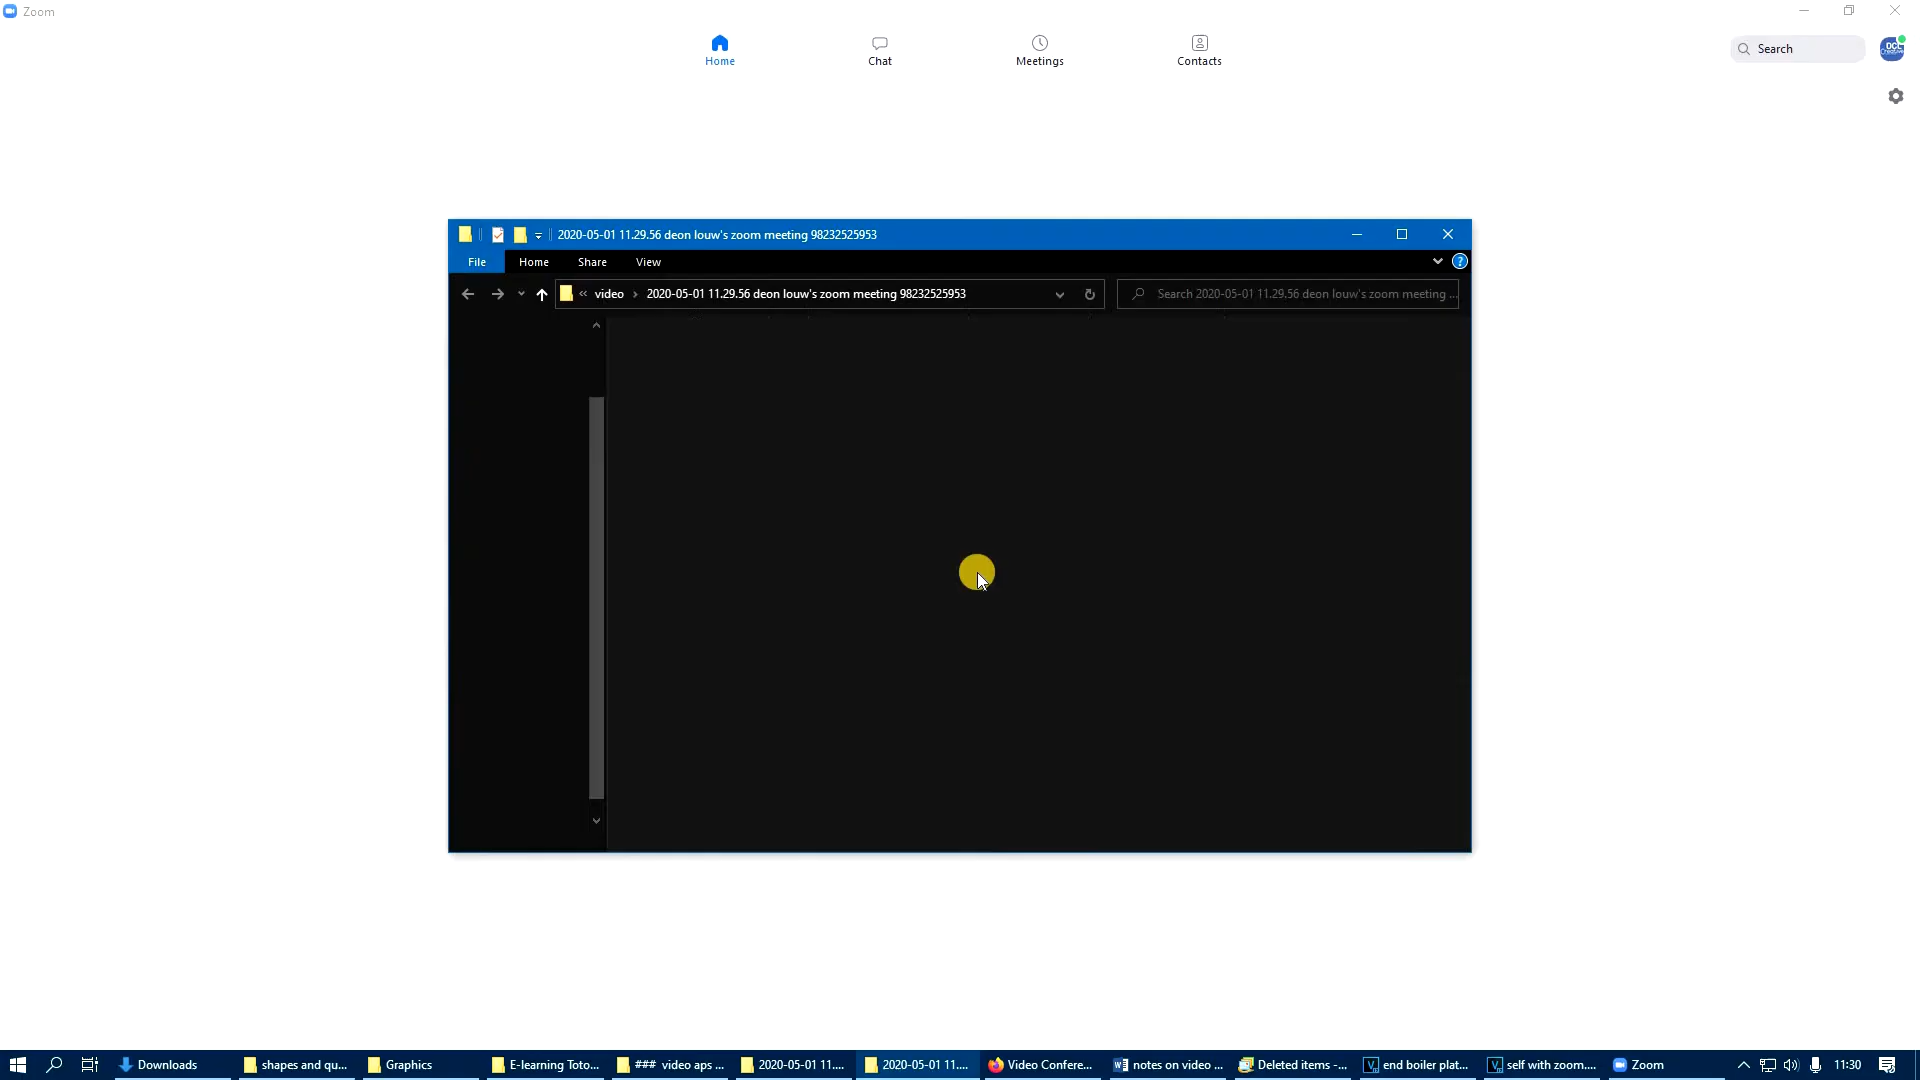 Zoom
Home
Chat
Meetings
Contacts
Search
DCL
2020-05-01 11.29.56 deon louw's zoom meeting 98232525953
File
Home
Share
View
?
« video › 2020-05-01 11.29.56 deon louw's zoom meeting 98232525953
Search 2020-05-01 11.29.56 deon louw's zoom meeting ...
Downloads
shapes and qu...
Graphics
E-learning Toto...
### video aps ...
2020-05-01 11....
2020-05-01 11....
Video Confere...
notes on video ...
Deleted items -...
end boiler plat...
self with zoom....
Zoom
11:30